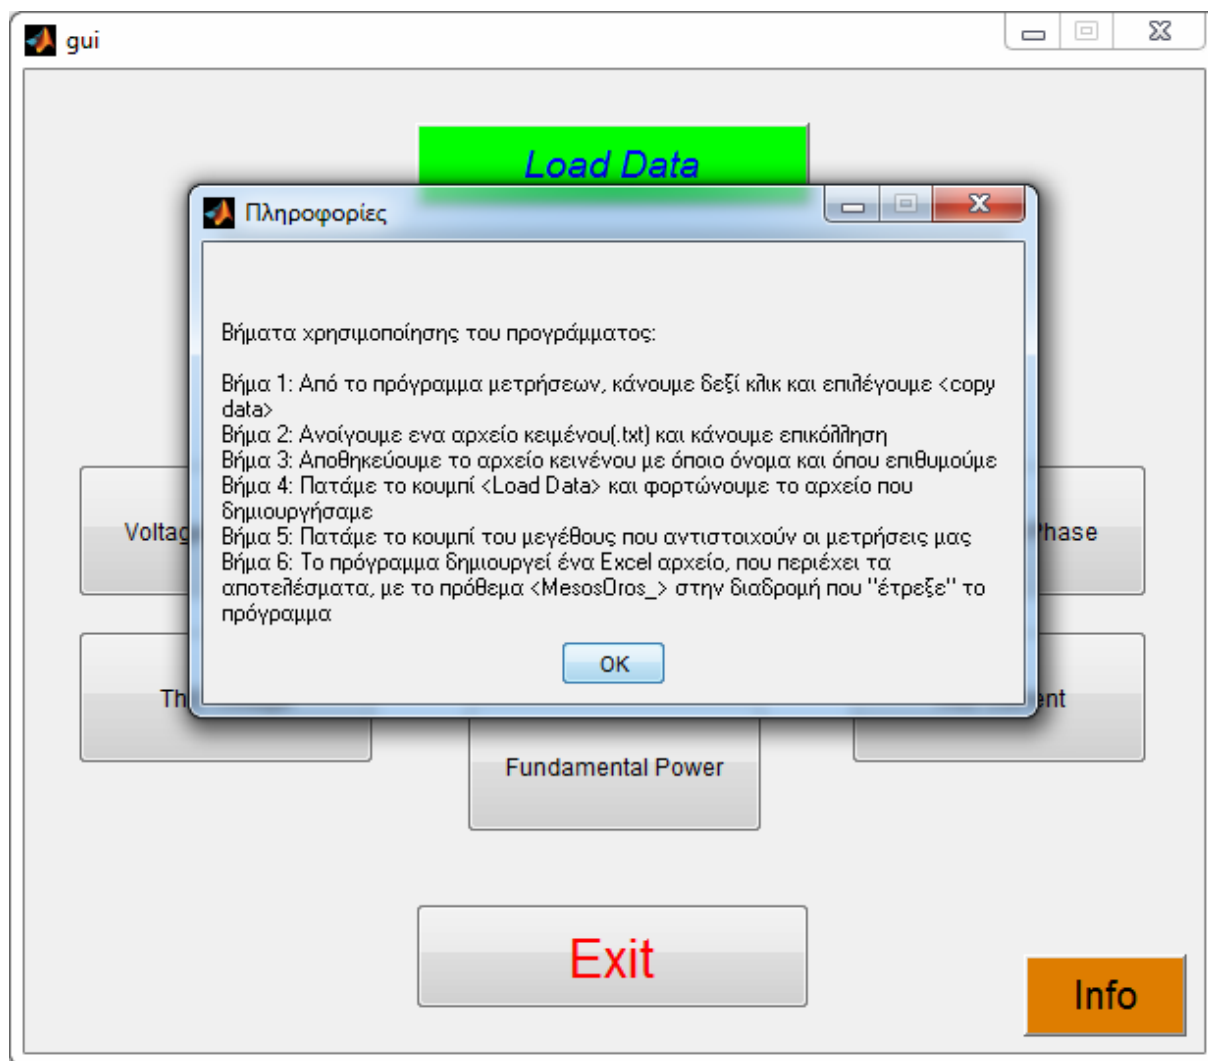 gui
Load Data
Πληροφορίες
Βήματα χρησιμοποίησης του προγράμματος:
Βήμα 1: Από το πρόγραμμα μετρήσεων, κάνουμε δεξί κλικ και επιλέγουμε <copy
data>
Βήμα 2: Ανοίγουμε ενα αρχείο κειμένου(.txt) και κάνουμε επικόλληση
Βήμα 3: Αποθηκεύουμε το αρχείο κεινένου με όποιο όνομα και όπου επιθυμούμε
Βήμα 4: Πατάμε το κουμπί <Load Data> και φορτώνουμε το αρχείο που
δημιουργήσαμε
Βήμα 5: Πατάμε το κουμπί του μεγέθους που αντιστοιχούν οι μετρήσεις μας
Βήμα 6: Το πρόγραμμα δημιουργεί ένα Excel αρχείο, που περιέχει τα
αποτελέσματα, με το πρόθεμα <MesosOros_> στην διαδρομή που "έτρεξε" το
πρόγραμμα
OK
Fundamental Power
Exit
Info